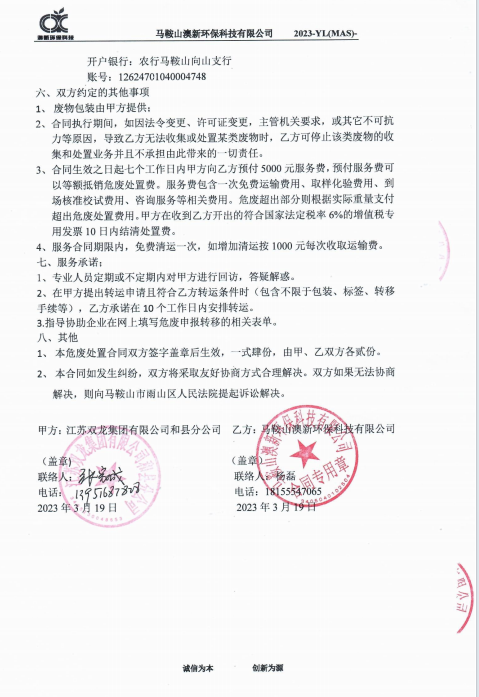 澳新环保科技
马鞍山澳新环保科技有限公司 2023-YL(MAS)-
开户银行：农行马鞍山向山支行
账号：12624701040004748
六、双方约定的其他事项
1、 废物包装由甲方提供；
2、合同执行期间，如因法令变更、许可证变更，主管机关要求，或其它不可抗
力等原因，导致乙方无法收集或处置某类废物时，乙方可停止该类废物的收
集和处置业务并且不承担由此带来的一切责任。
3、合同生效之日起七个工作日内甲方向乙方预付 5000 元服务费，预付服务费可
以等额抵销危废处置费。服务费包含一次免费运输费用、取样化验费用、到
场核准校试费用、咨询服务等相关费用。危废超出部分则根据实际重量支付
超出危废处置费用。甲方在收到乙方开出的符合国家法定税率 6%的增值税专
用发票 10 日内结清处置费。
4、服务合同期限内，免费清运一次，如增加清运按 1000 元每次收取运输费。
七、服务承诺：
1、专业人员定期或不定期内对甲方进行回访，答疑解惑。
2、在甲方提出转运申请且符合乙方转运条件时（包含不限于包装、标签、转移
手续等），乙方承诺在 10 个工作日内安排转运。
3.指导协助企业在网上填写危废申报转移的相关表单。
八、其他
1、 本危废处置合同双方签字盖章后生效，一式肆份，由甲、乙双方各贰份。
2、 本合同如发生纠纷，双方将采取友好协商方式合理解决。双方如果无法协商
解决，则向马鞍山市雨山区人民法院提起诉讼解决。
甲方：江苏双龙集团有限公司和县分公司 乙方：马鞍山澳新环保科技有限公司
（盖章） （盖章）
联系人： 联系人：杨磊
电话： 电话：18155547065
2023 年 3 月 19 日 2023 年 3 月 19 日
合同专用章
诚信为本 创新为源